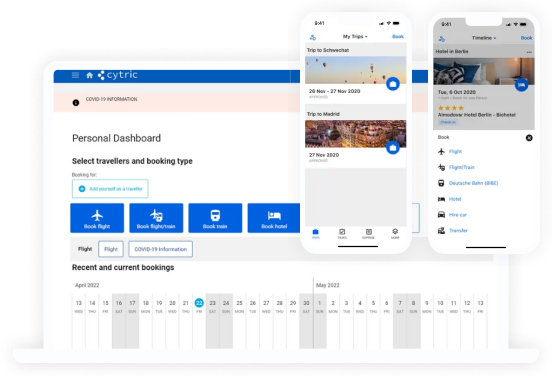 cytric
COVID-19 INFORMATION
Personal Dashboard
Select travellers and booking type
Booking for:
Add yourself as a traveller
Book flight
Book flight/train
Book train
Book hotel
Flight
Flight
COVID-19 Information
Recent and current bookings
April 2022
May 2022
13 14 15 16 17 18 19 20 21 22 23 24 25 26 27 28 29 30 1 2 3 4 5 6 7 8 9 10 11 12 13
WED THU FRI SAT SUN MON TUE WED THU FRI SAT SUN MON TUE WED THU FRI SAT SUN MON TUE WED THU FRI SAT SUN MON TUE WED THU FRI
9:41
My Trips
Book
Trip to Schwechat
26 Nov - 27 Nov 2020
APPROVED
Trip to Madrid
27 Nov 2020
APPROVED
9:41
Timeline
Book
Hotel in Berlin
Tue, 6 Oct 2020
Almodovar Hotel Berlin - Biohotel
Book
Flight
Flight/Train
Deutsche Bahn (BIBE)
Hotel
Hire car
Transfer